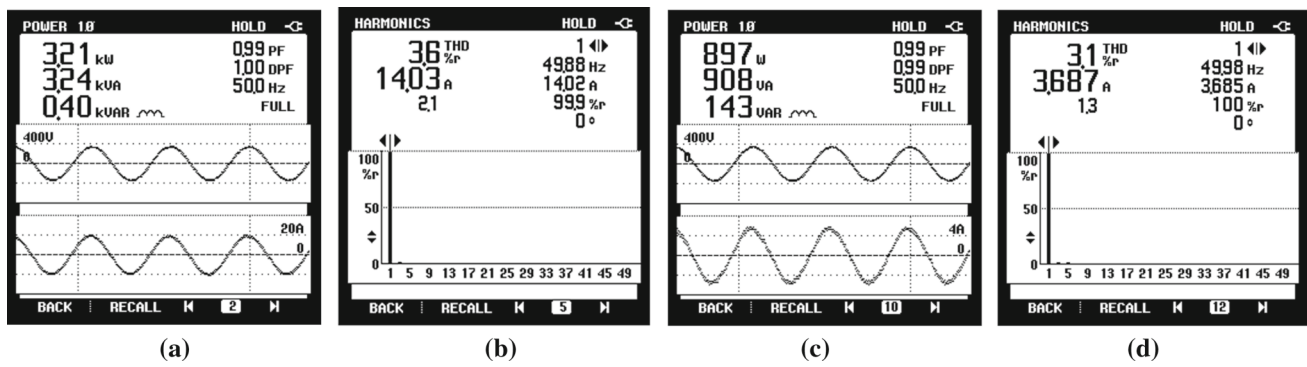 POWER 1Ø HOLD
3.21 kW 0.99 PF
3.24 kVA 1.00 DPF
0.40 kVAR 50.0 Hz
FULL
400V
0
20A
0
BACK RECALL 2
(a)
HARMONICS HOLD
3.6 THD %r 1
14.03 A 49.88 Hz
2.1 14.02 A
99.9 %r
0 °
100
%r
50
0
1 5 9 13 17 21 25 29 33 37 41 45 49
BACK RECALL 5
(b)
POWER 1Ø HOLD
897 W 0.99 PF
908 VA 0.99 DPF
143 VAR 50.0 Hz
FULL
400V
0
4A
0
BACK RECALL 10
(c)
HARMONICS HOLD
3.1 THD %r 1
3.687 A 49.98 Hz
1.3 3.685 A
100 %r
0 °
100
%r
50
0
1 5 9 13 17 21 25 29 33 37 41 45 49
BACK RECALL 12
(d)